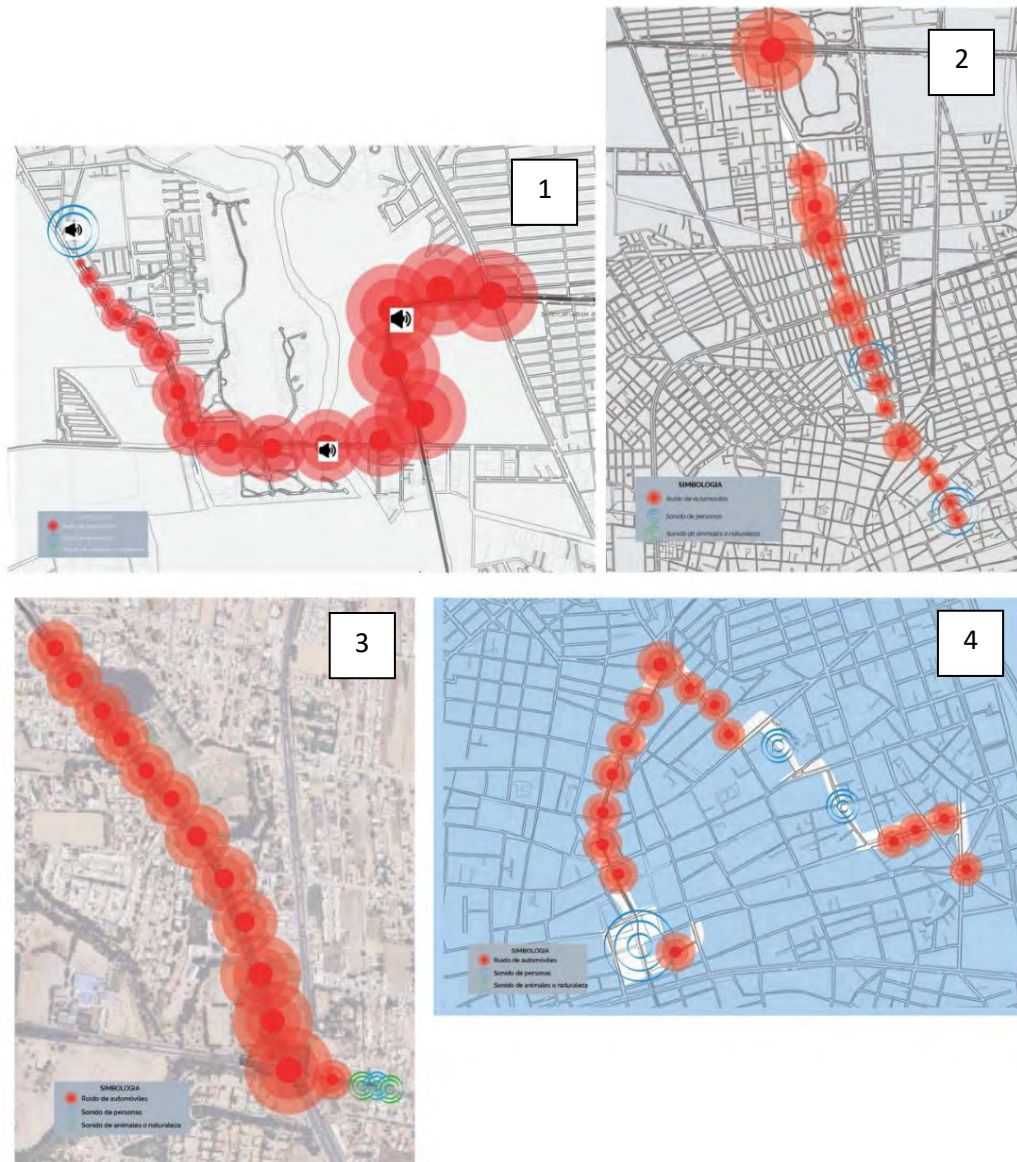 1
2
SIMBOLOGIA
Ruido de automóviles
Sonido de personas
Sonido de animales o naturaleza
3
4
SIMBOLOGIA
Ruido de automóviles
Sonido de personas
Sonido de animales o naturaleza
SIMBOLOGIA
Ruido de automóviles
Sonido de personas
Sonido de animales o naturaleza